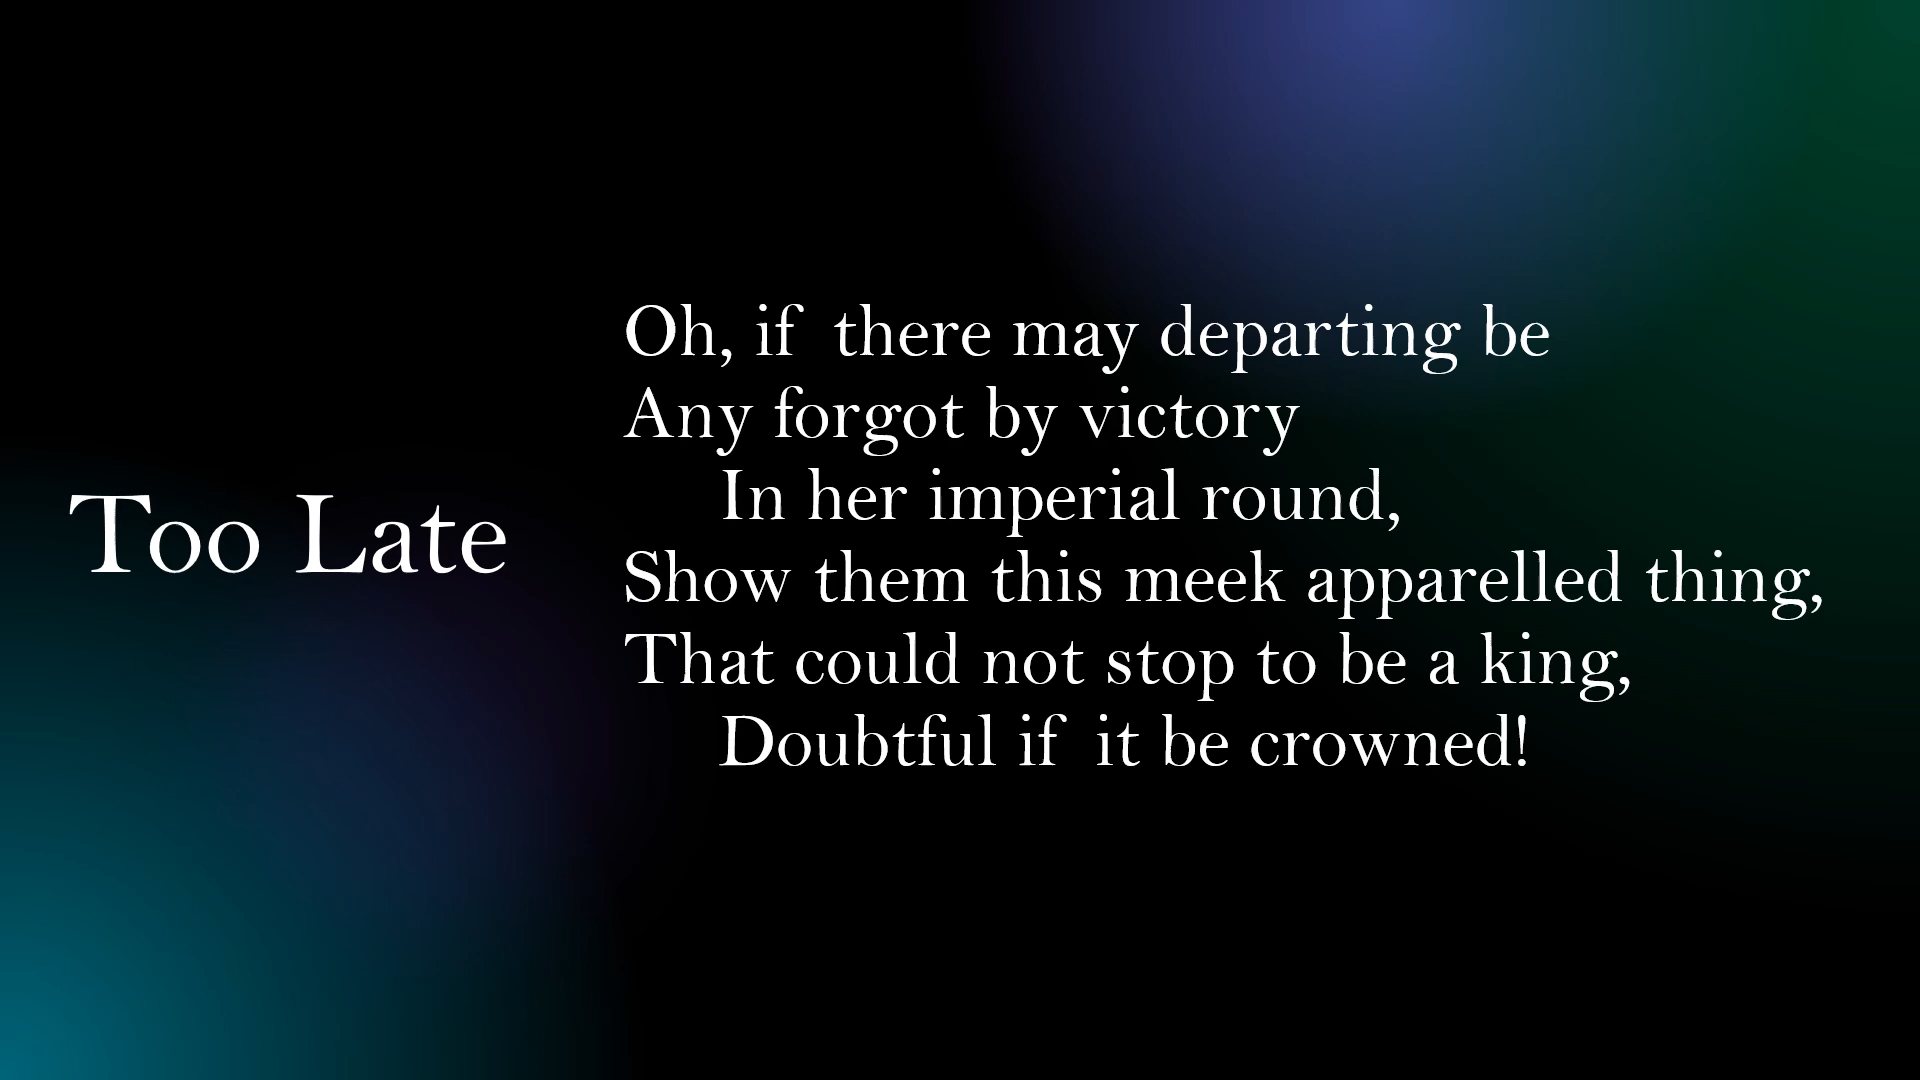 Too Late
Oh, if there may departing be
Any forgot by victory
In her imperial round,
Show them this meek apparelled thing,
That could not stop to be a king,
Doubtful if it be crowned!